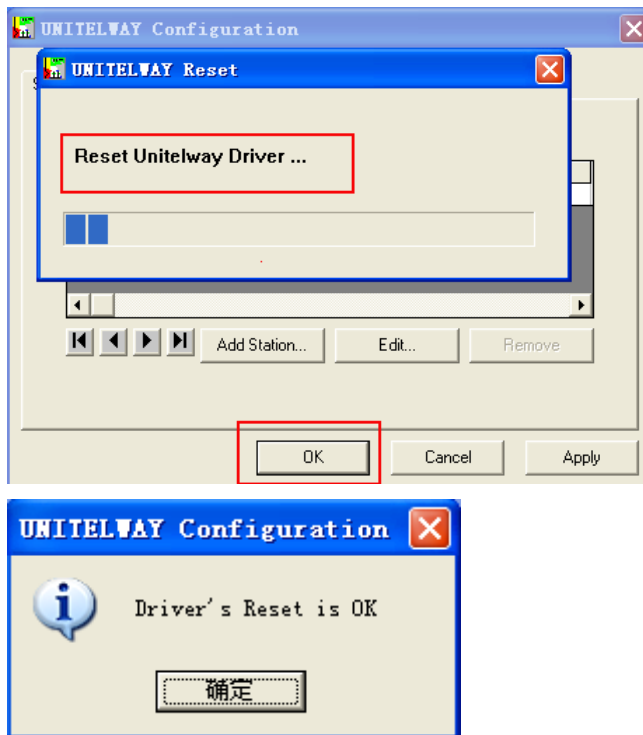 UNITELWAY Configuration
UNITELWAY Reset
Reset Unitelway Driver ...
Add Station...
Edit...
Remove
OK
Cancel
Apply
UNITELWAY Configuration
Driver's Reset is OK
确定